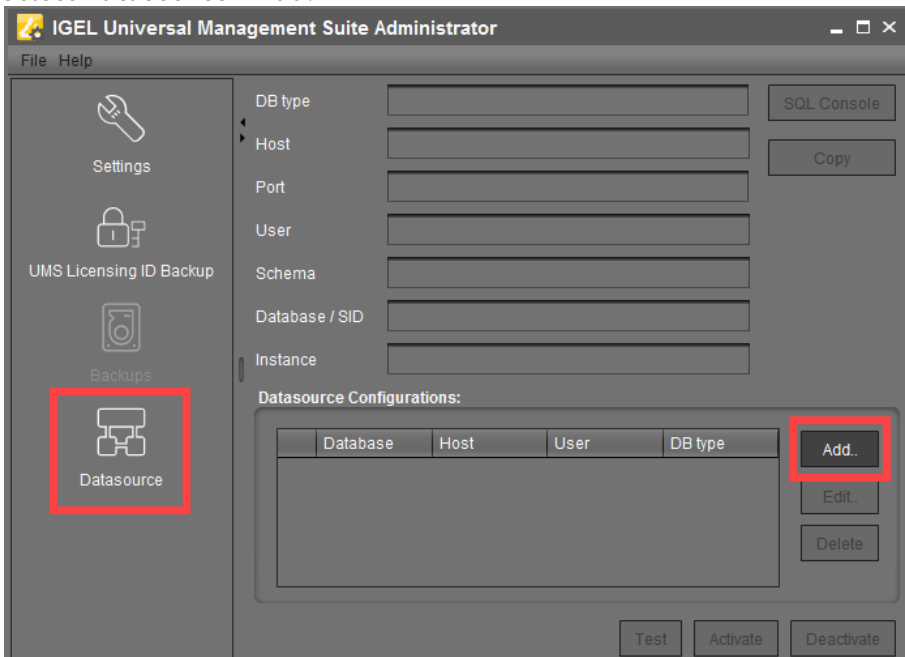 IGEL Universal Management Suite Administrator
File Help
Settings
UMS Licensing ID Backup
Backups
Datasource
DB type
Host
Port
User
Schema
Database / SID
Instance
SQL Console
Copy
Datasource Configurations:
Database Host User DB type
Add..
Edit..
Delete
Test Activate Deactivate